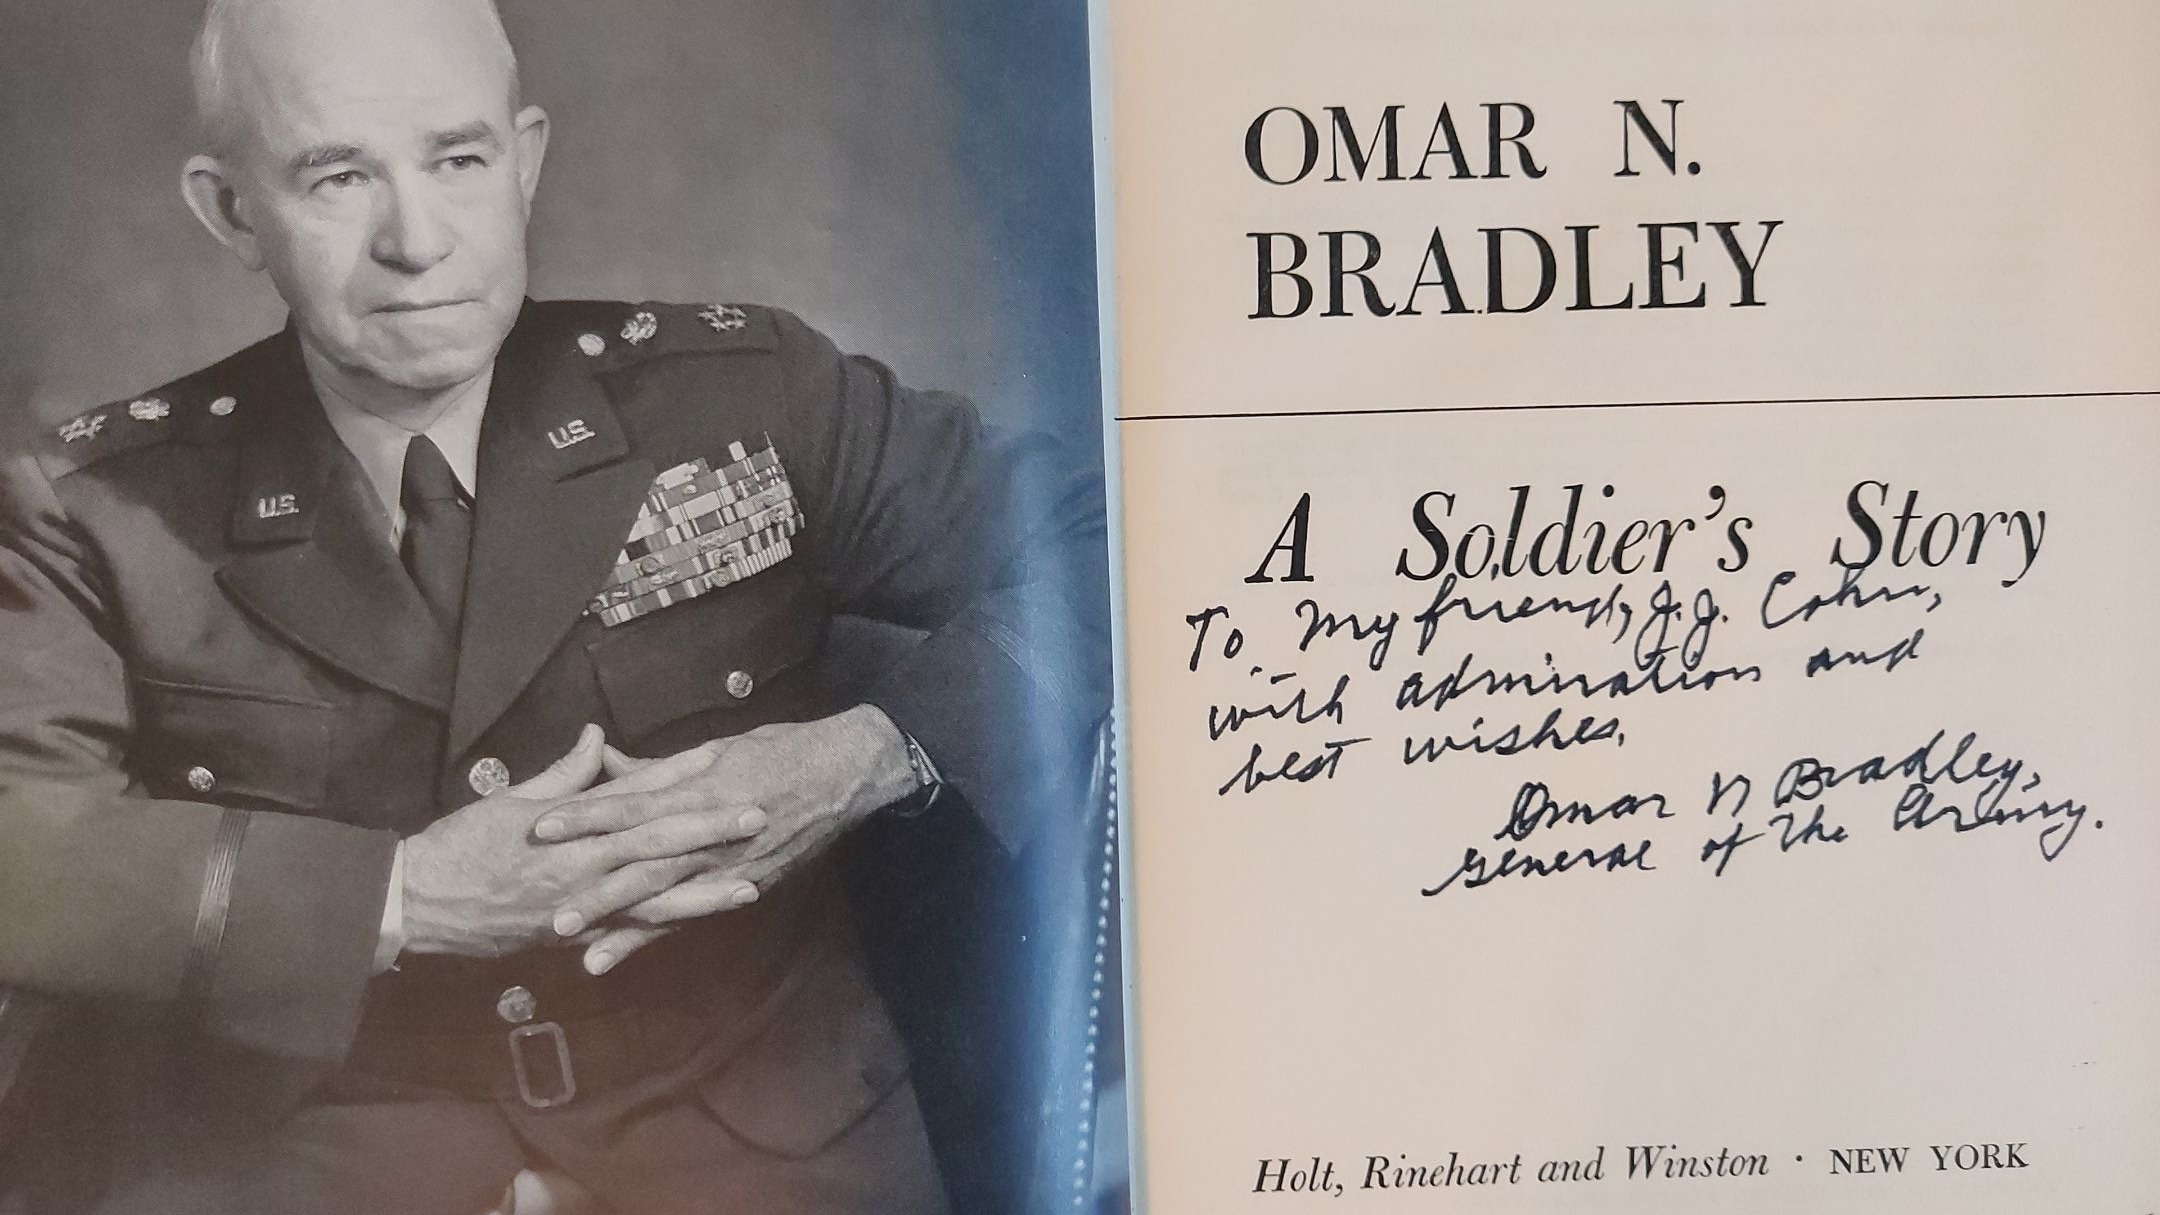 U.S.
U.S.
OMAR N.
BRADLEY
A Soldier's Story
To My friend, J.J. Cohn,
with admiration and
best wishes.
Omar N Bradley,
General of The Army.
Holt, Rinehart and Winston · NEW YORK